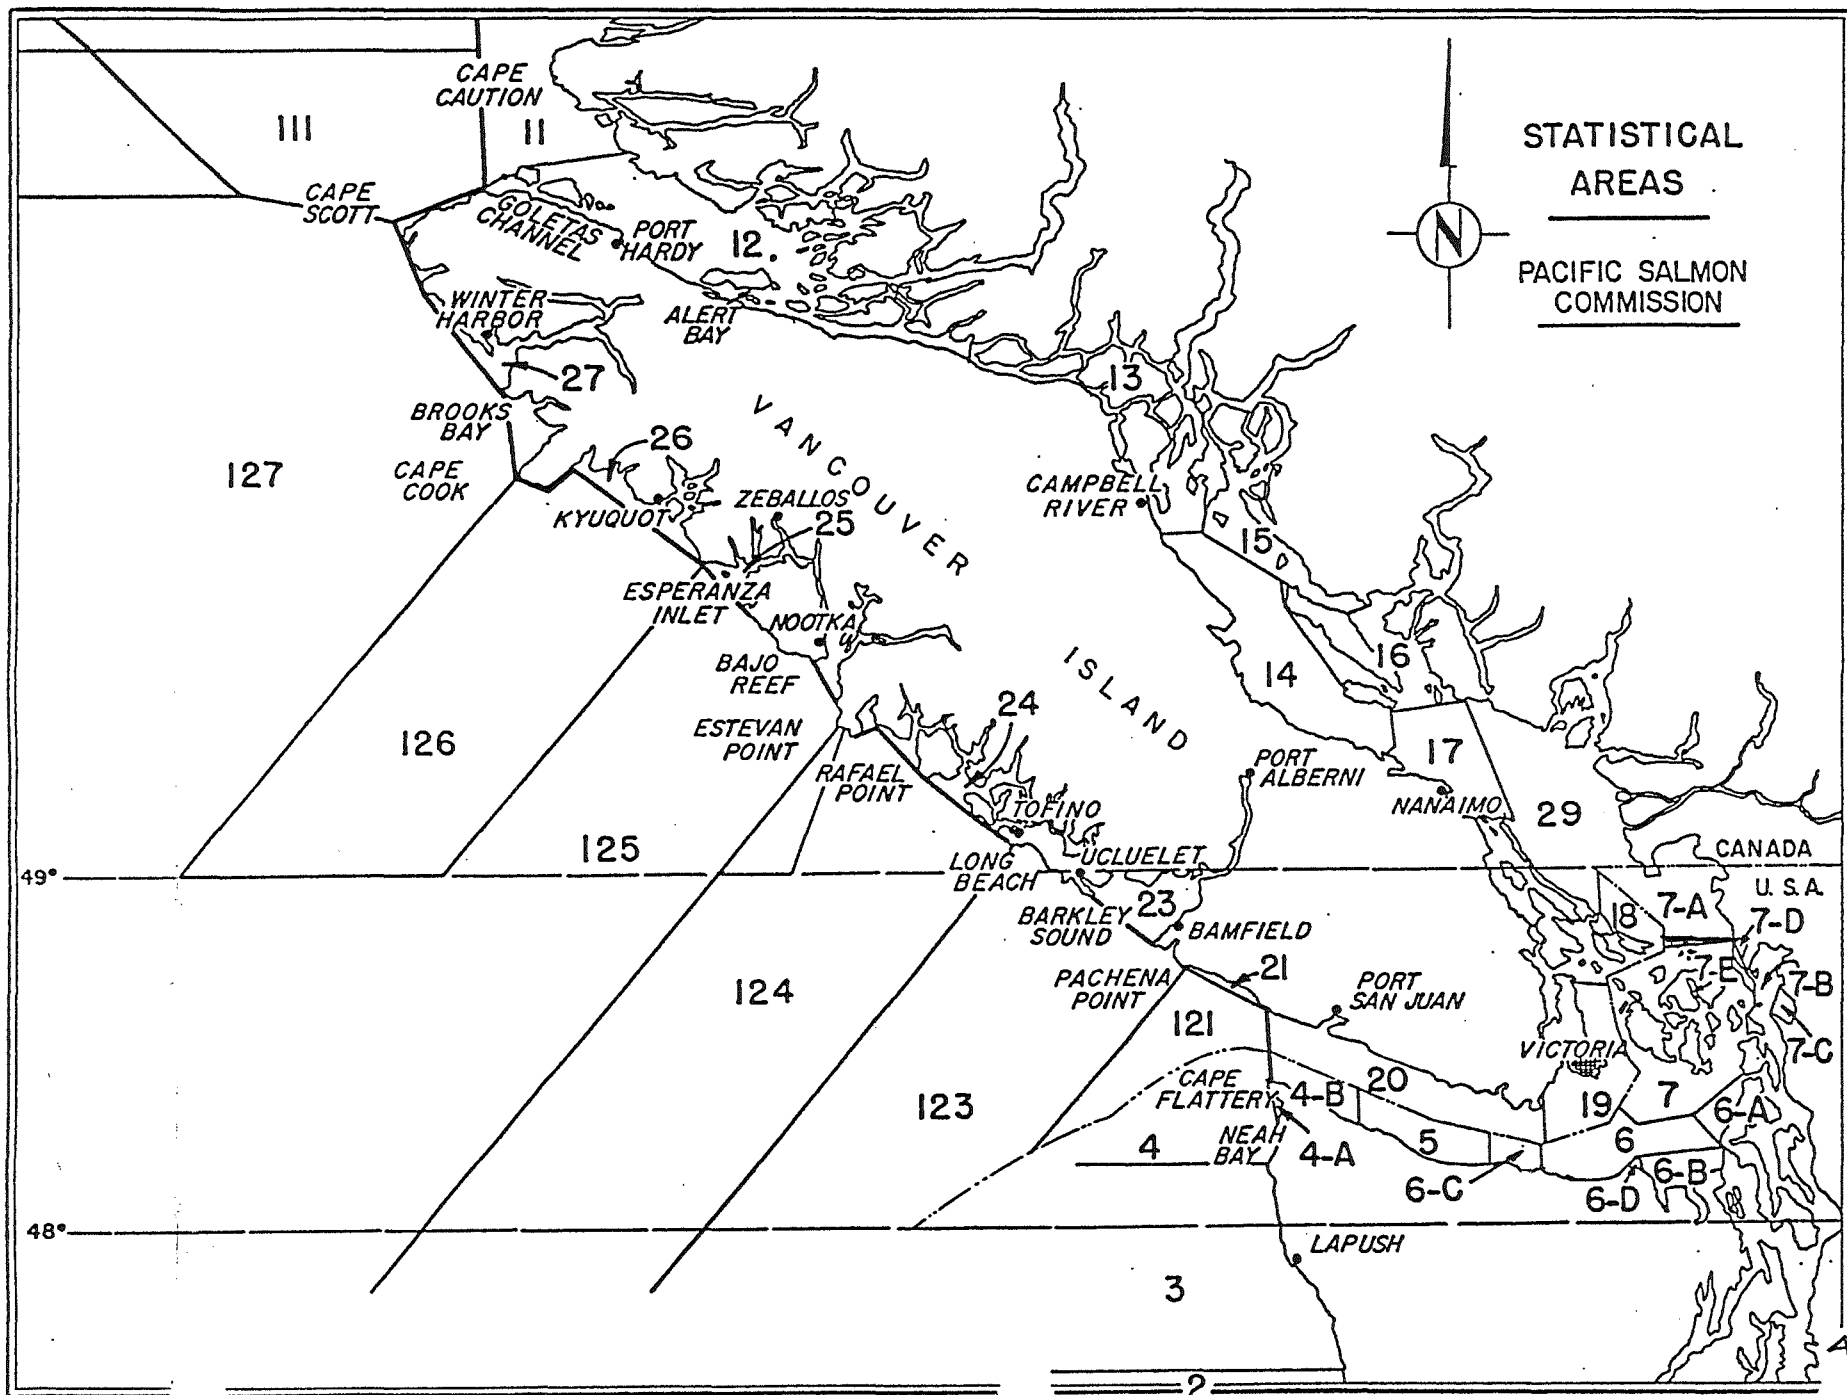 STATISTICAL
AREAS
N
PACIFIC SALMON
COMMISSION
CAPE
CAUTION
111
11
CAPE
SCOTT
GOLETAS
CHANNEL
PORT
HARDY
12.
WINTER
HARBOR
ALERT
BAY
27
13
BROOKS
BAY
26
VANCOUVER
127
CAPE
COOK
KYUQUOT
ZEBALLOS
25
CAMPBELL
RIVER
15
ESPERANZA
INLET
NOOTKA
BAJO
REEF
ISLAND
14
16
24
126
ESTEVAN
POINT
RAFAEL
POINT
17
PORT
ALBERNI
NANAIMO
29
TOFINO
125
LONG
BEACH
UCLUELET
CANADA
49°
U.S.A.
23
BARKLEY
SOUND
BAMFIELD
18
7-A
7-D
124
PACHENA
POINT
21
PORT
SAN JUAN
7-E
7-B
121
VICTORIA
7-C
123
CAPE
FLATTERY
4-B
20
19
7
6-A
4
NEAH
BAY
4-A
5
6
6-C
6-D
6-B
48°
LAPUSH
3
2